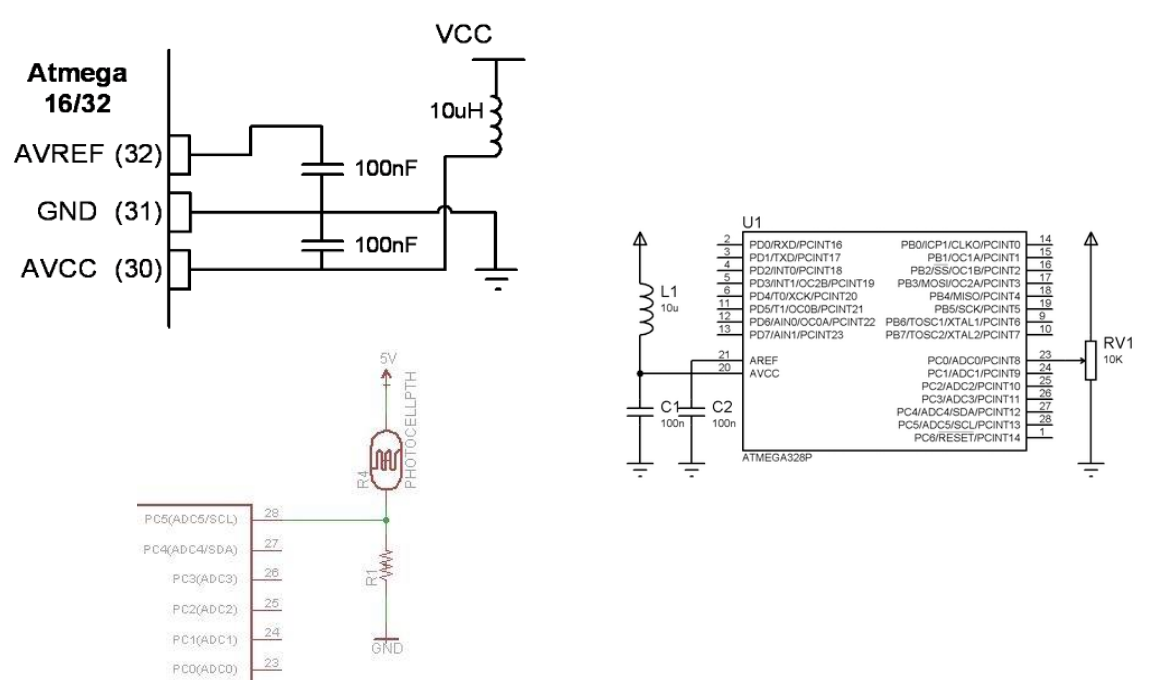 VCC
Atmega
16/32
10uH
AVREF (32)
100nF
GND (31)
100nF
AVCC (30)
5V
PHOTOCELLPTH
R4
PC5(ADC5/SCL) 28
PC4(ADC4/SDA) 27
PC3(ADC3) 26
PC2(ADC2) 25
PC1(ADC1) 24
PC0(ADC0) 23
R1
GND
U1
2 PD0/RXD/PCINT16
3 PD1/TXD/PCINT17
4 PD2/INT0/PCINT18
5 PD3/INT1/OC2B/PCINT19
6 PD4/T0/XCK/PCINT20
11 PD5/T1/OC0B/PCINT21
12 PD6/AIN0/OC0A/PCINT22
13 PD7/AIN1/PCINT23
21 AREF
20 AVCC
PB0/ICP1/CLKO/PCINT0 14
PB1/OC1A/PCINT1 15
PB2/SS/OC1B/PCINT2 16
PB3/MOSI/OC2A/PCINT3 17
PB4/MISO/PCINT4 18
PB5/SCK/PCINT5 19
PB6/TOSC1/XTAL1/PCINT6 9
PB7/TOSC2/XTAL2/PCINT7 10
PC0/ADC0/PCINT8 23
PC1/ADC1/PCINT9 24
PC2/ADC2/PCINT10 25
PC3/ADC3/PCINT11 26
PC4/ADC4/SDA/PCINT12 27
PC5/ADC5/SCL/PCINT13 28
PC6/RESET/PCINT14 1
ATMEGA328P
L1
10u
C1
100n
C2
100n
RV1
10K